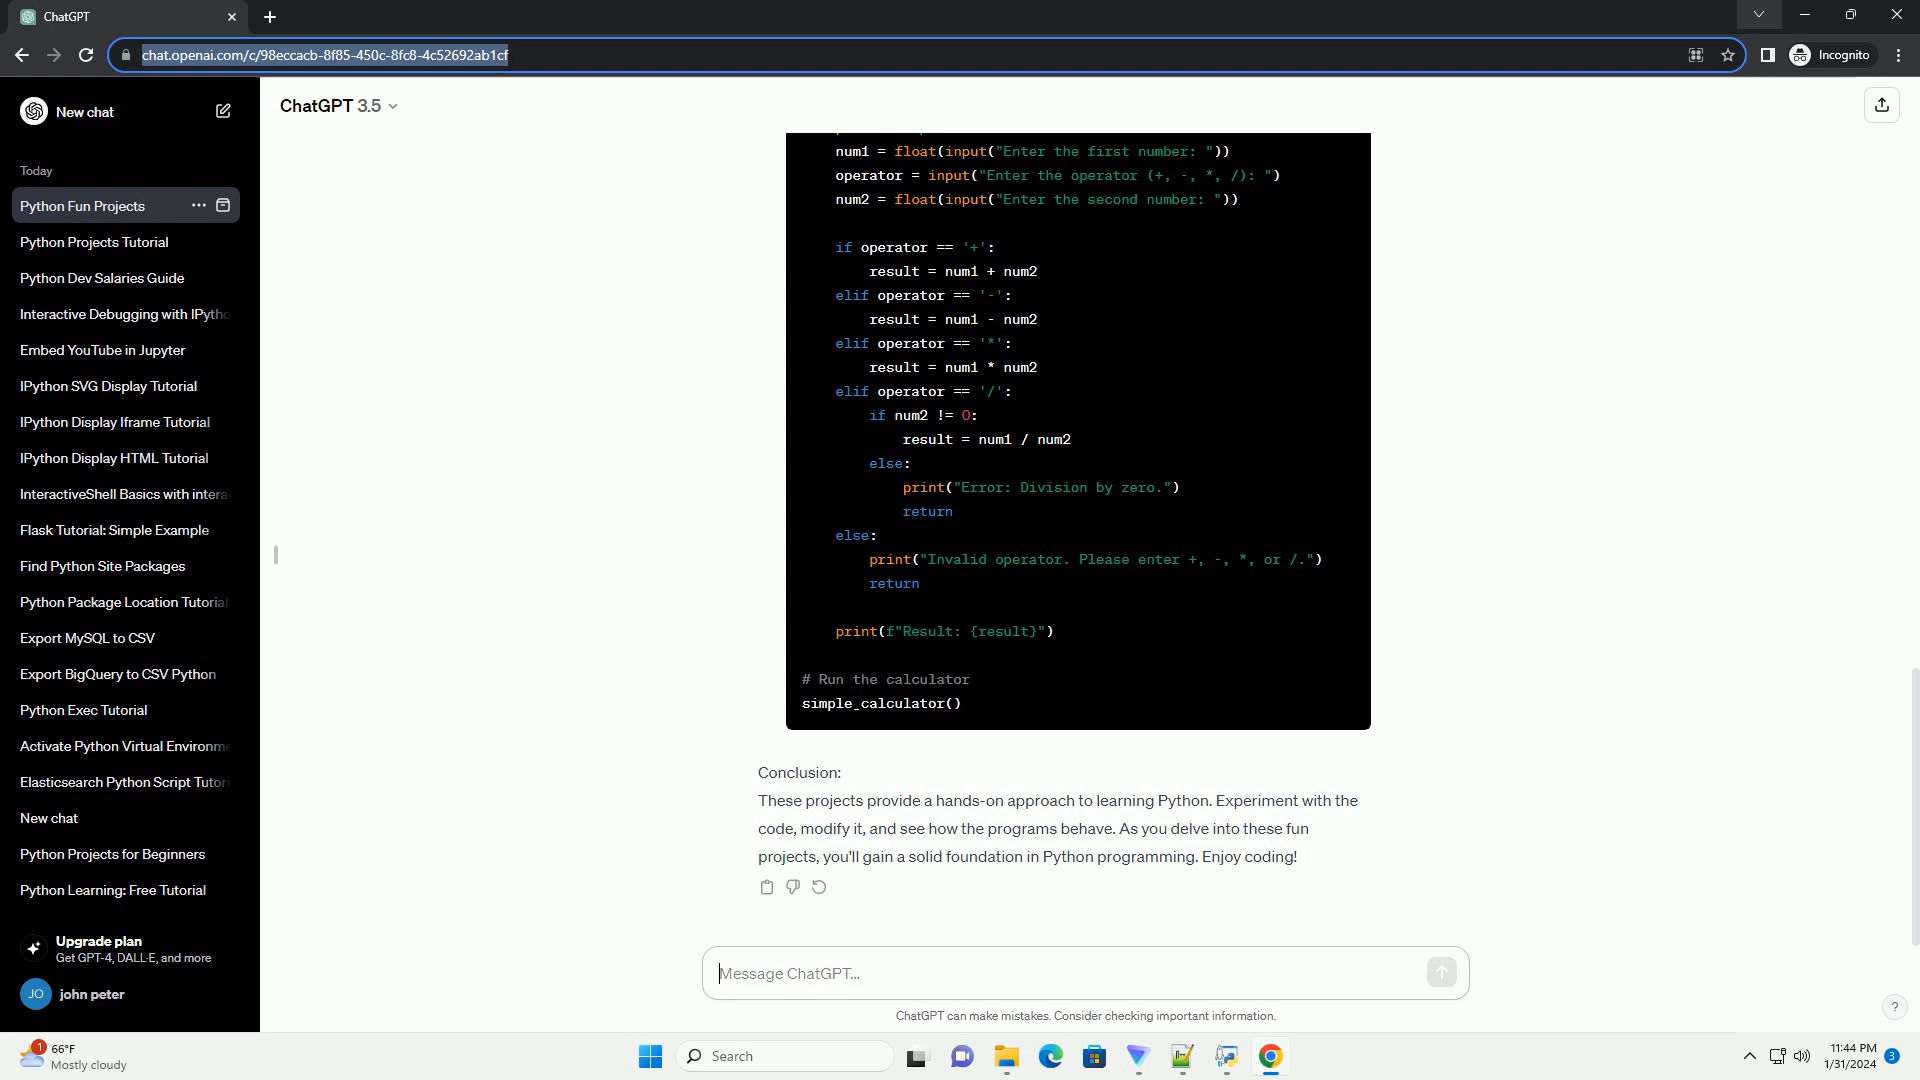 ChatGPT
chat.openai.com/c/98eccacb-8f85-450c-8fc8-4c52692ab1cf
Incognito
New chat
Today
Python Fun Projects
Python Projects Tutorial
Python Dev Salaries Guide
Interactive Debugging with IPytho
Embed YouTube in Jupyter
IPython SVG Display Tutorial
IPython Display Iframe Tutorial
IPython Display HTML Tutorial
InteractiveShell Basics with intera
Flask Tutorial: Simple Example
Find Python Site Packages
Python Package Location Tutorial
Export MySQL to CSV
Export BigQuery to CSV Python
Python Exec Tutorial
Activate Python Virtual Environme
Elasticsearch Python Script Tutori
New chat
Python Projects for Beginners
Python Learning: Free Tutorial
Upgrade plan
Get GPT-4, DALL·E, and more
JO john peter
ChatGPT 3.5
num1 = float(input("Enter the first number: "))
operator = input("Enter the operator (+, -, *, /): ")
num2 = float(input("Enter the second number: "))
if operator == '+':
result = num1 + num2
elif operator == '-':
result = num1 - num2
elif operator == '*':
result = num1 * num2
elif operator == '/':
if num2 != 0:
result = num1 / num2
else:
print("Error: Division by zero.")
return
else:
print("Invalid operator. Please enter +, -, *, or /.")
return
print(f"Result: {result}")
# Run the calculator
simple_calculator()
Conclusion:
These projects provide a hands-on approach to learning Python. Experiment with the
code, modify it, and see how the programs behave. As you delve into these fun
projects, you'll gain a solid foundation in Python programming. Enjoy coding!
Message ChatGPT...
ChatGPT can make mistakes. Consider checking important information.
?
1
66°F
Mostly cloudy
Search
11:44 PM
1/31/2024
3